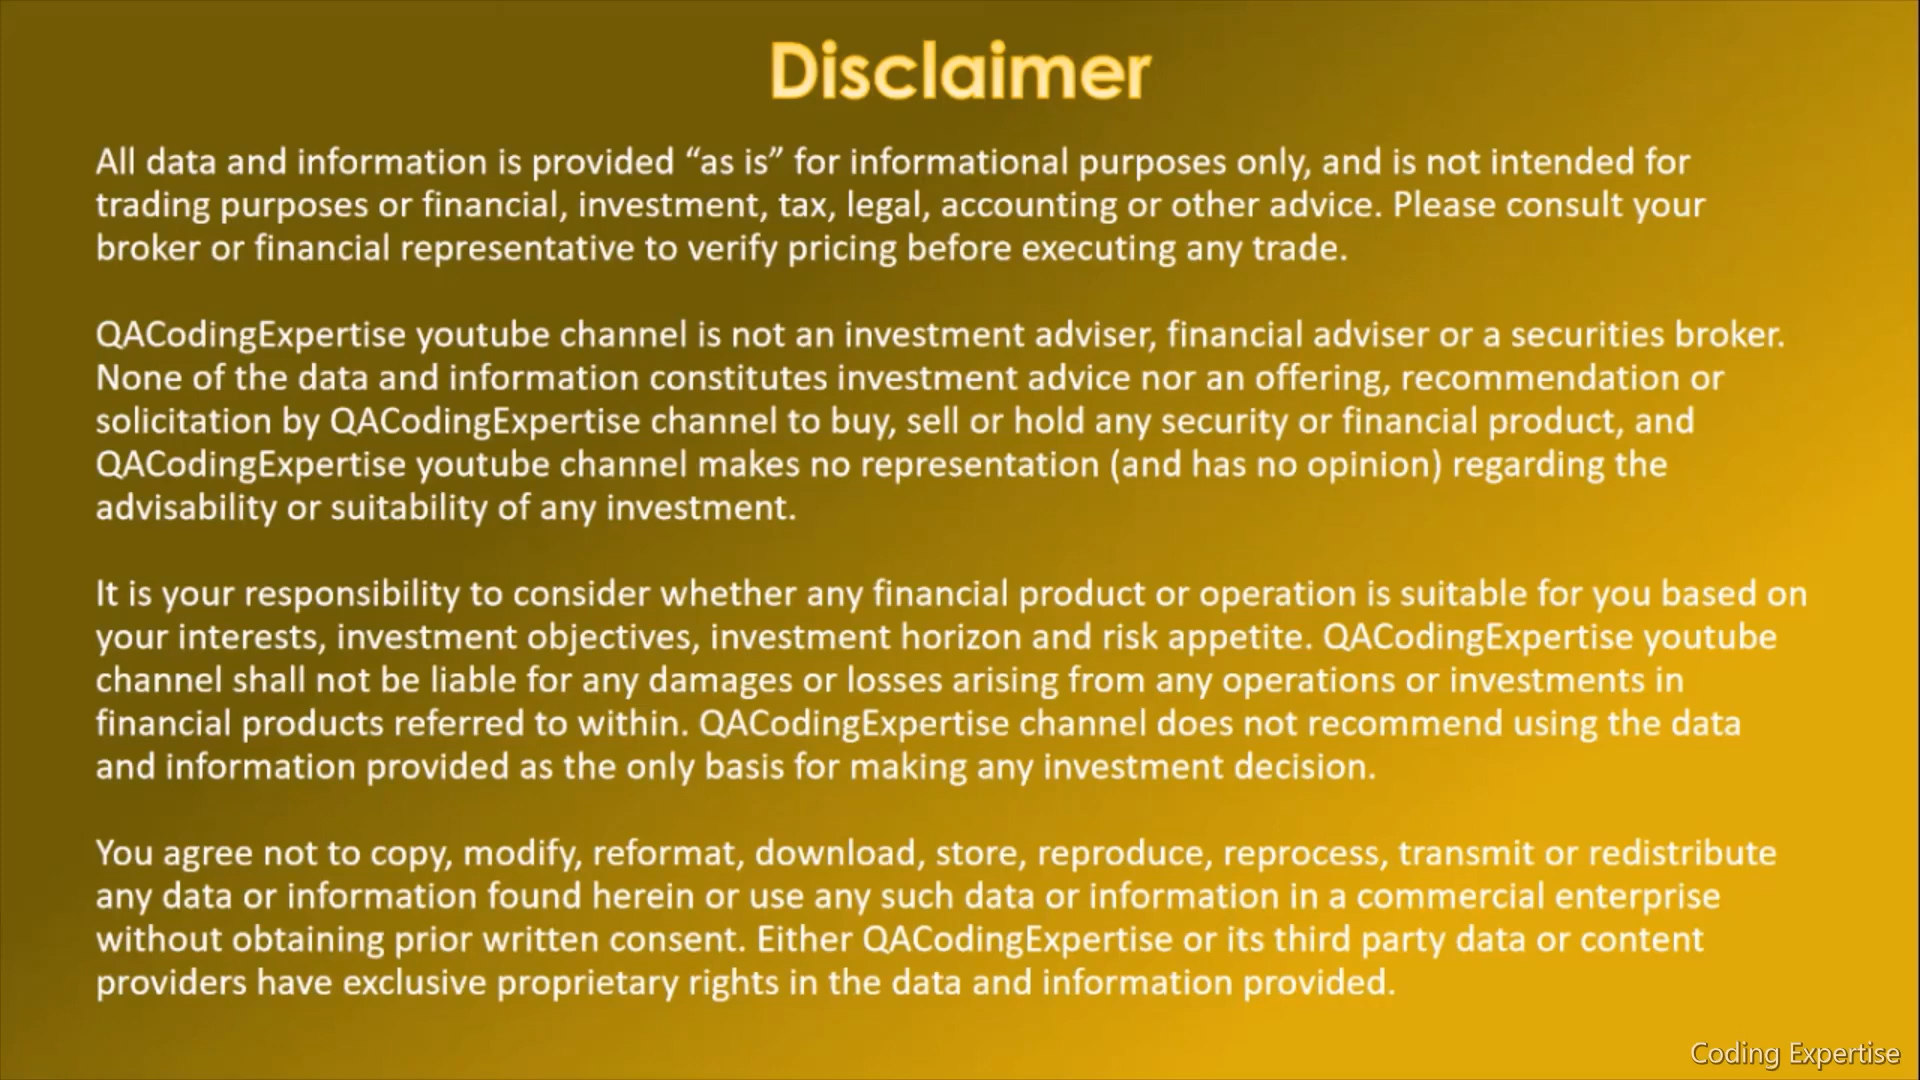 Disclaimer
All data and information is provided “as is” for informational purposes only, and is not intended for
trading purposes or financial, investment, tax, legal, accounting or other advice. Please consult your
broker or financial representative to verify pricing before executing any trade.
QACodingExpertise youtube channel is not an investment adviser, financial adviser or a securities broker.
None of the data and information constitutes investment advice nor an offering, recommendation or
solicitation by QACodingExpertise channel to buy, sell or hold any security or financial product, and
QACodingExpertise youtube channel makes no representation (and has no opinion) regarding the
advisability or suitability of any investment.
It is your responsibility to consider whether any financial product or operation is suitable for you based on
your interests, investment objectives, investment horizon and risk appetite. QACodingExpertise youtube
channel shall not be liable for any damages or losses arising from any operations or investments in
financial products referred to within. QACodingExpertise channel does not recommend using the data
and information provided as the only basis for making any investment decision.
You agree not to copy, modify, reformat, download, store, reproduce, reprocess, transmit or redistribute
any data or information found herein or use any such data or information in a commercial enterprise
without obtaining prior written consent. Either QACodingExpertise or its third party data or content
providers have exclusive proprietary rights in the data and information provided.
Coding Expertise